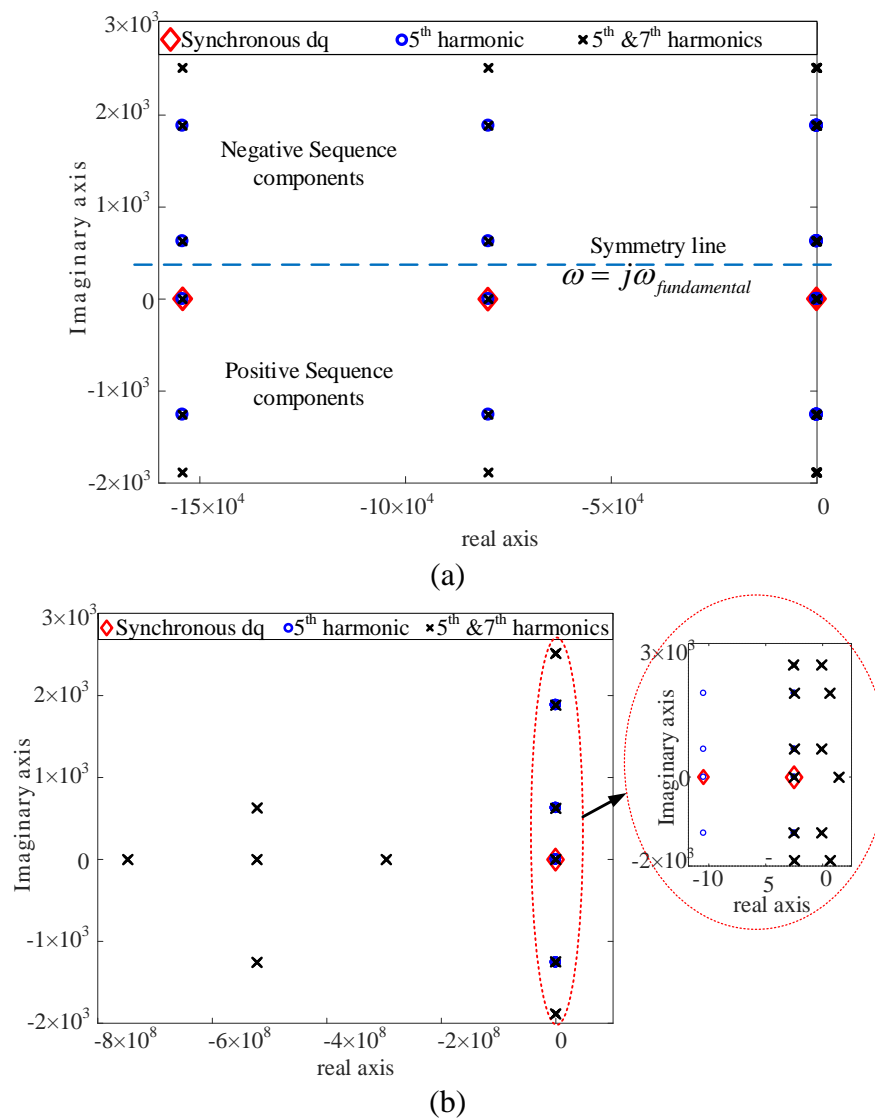 3×10³
Synchronous dq 5th harmonic 5th &7th harmonics
2×10³
Negative Sequence
components
1×10³
Symmetry line
ω = jω fundamental
0
Positive Sequence
components
-1×10³
-2×10³
Imaginary axis
-15×10⁴ -10×10⁴ -5×10⁴ 0
real axis
(a)
3×10³
Synchronous dq 5th harmonic 5th &7th harmonics
2×10³
1×10³
0
-1×10³
-2×10³
Imaginary axis
-8×10⁸ -6×10⁸ -4×10⁸ -2×10⁸ 0
real axis
3×10³
0
-2×10³
Imaginary axis
-10 -5 0
real axis
(b)